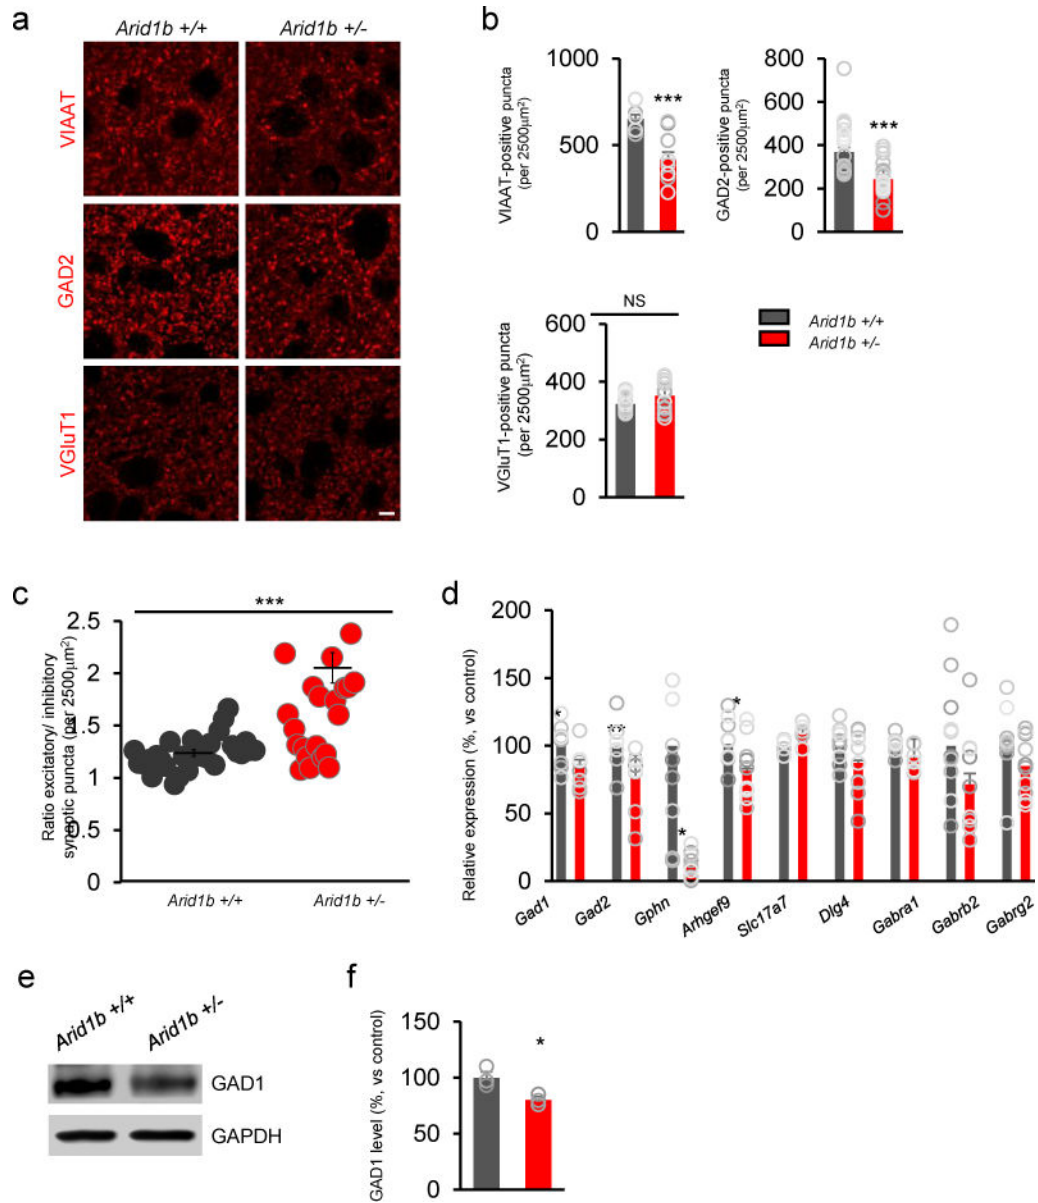 a
Arid1b +/+
Arid1b +/-
VIAAT
GAD2
VGluT1
b
VIAAT-positive puncta
(per 2500μm²)
1000
500
0
***
GAD2-positive puncta
(per 2500μm²)
800
600
400
200
0
***
VGluT1-positive puncta
(per 2500μm²)
600
400
200
0
NS
Arid1b +/+
Arid1b +/-
c
Ratio excitatory/ inhibitory
synaptic puncta (per 2500μm²)
2.5
2
1.5
1
0.5
0
***
Arid1b +/+
Arid1b +/-
d
Relative expression (%, vs control)
200
150
100
50
0
*
**
*
*
Gad1
Gad2
Gphn
Arhgef9
Slc17a7
Dlg4
Gabra1
Gabrb2
Gabrg2
e
Arid1b +/+
Arid1b +/-
GAD1
GAPDH
f
GAD1 level (%, vs control)
150
100
50
0
*